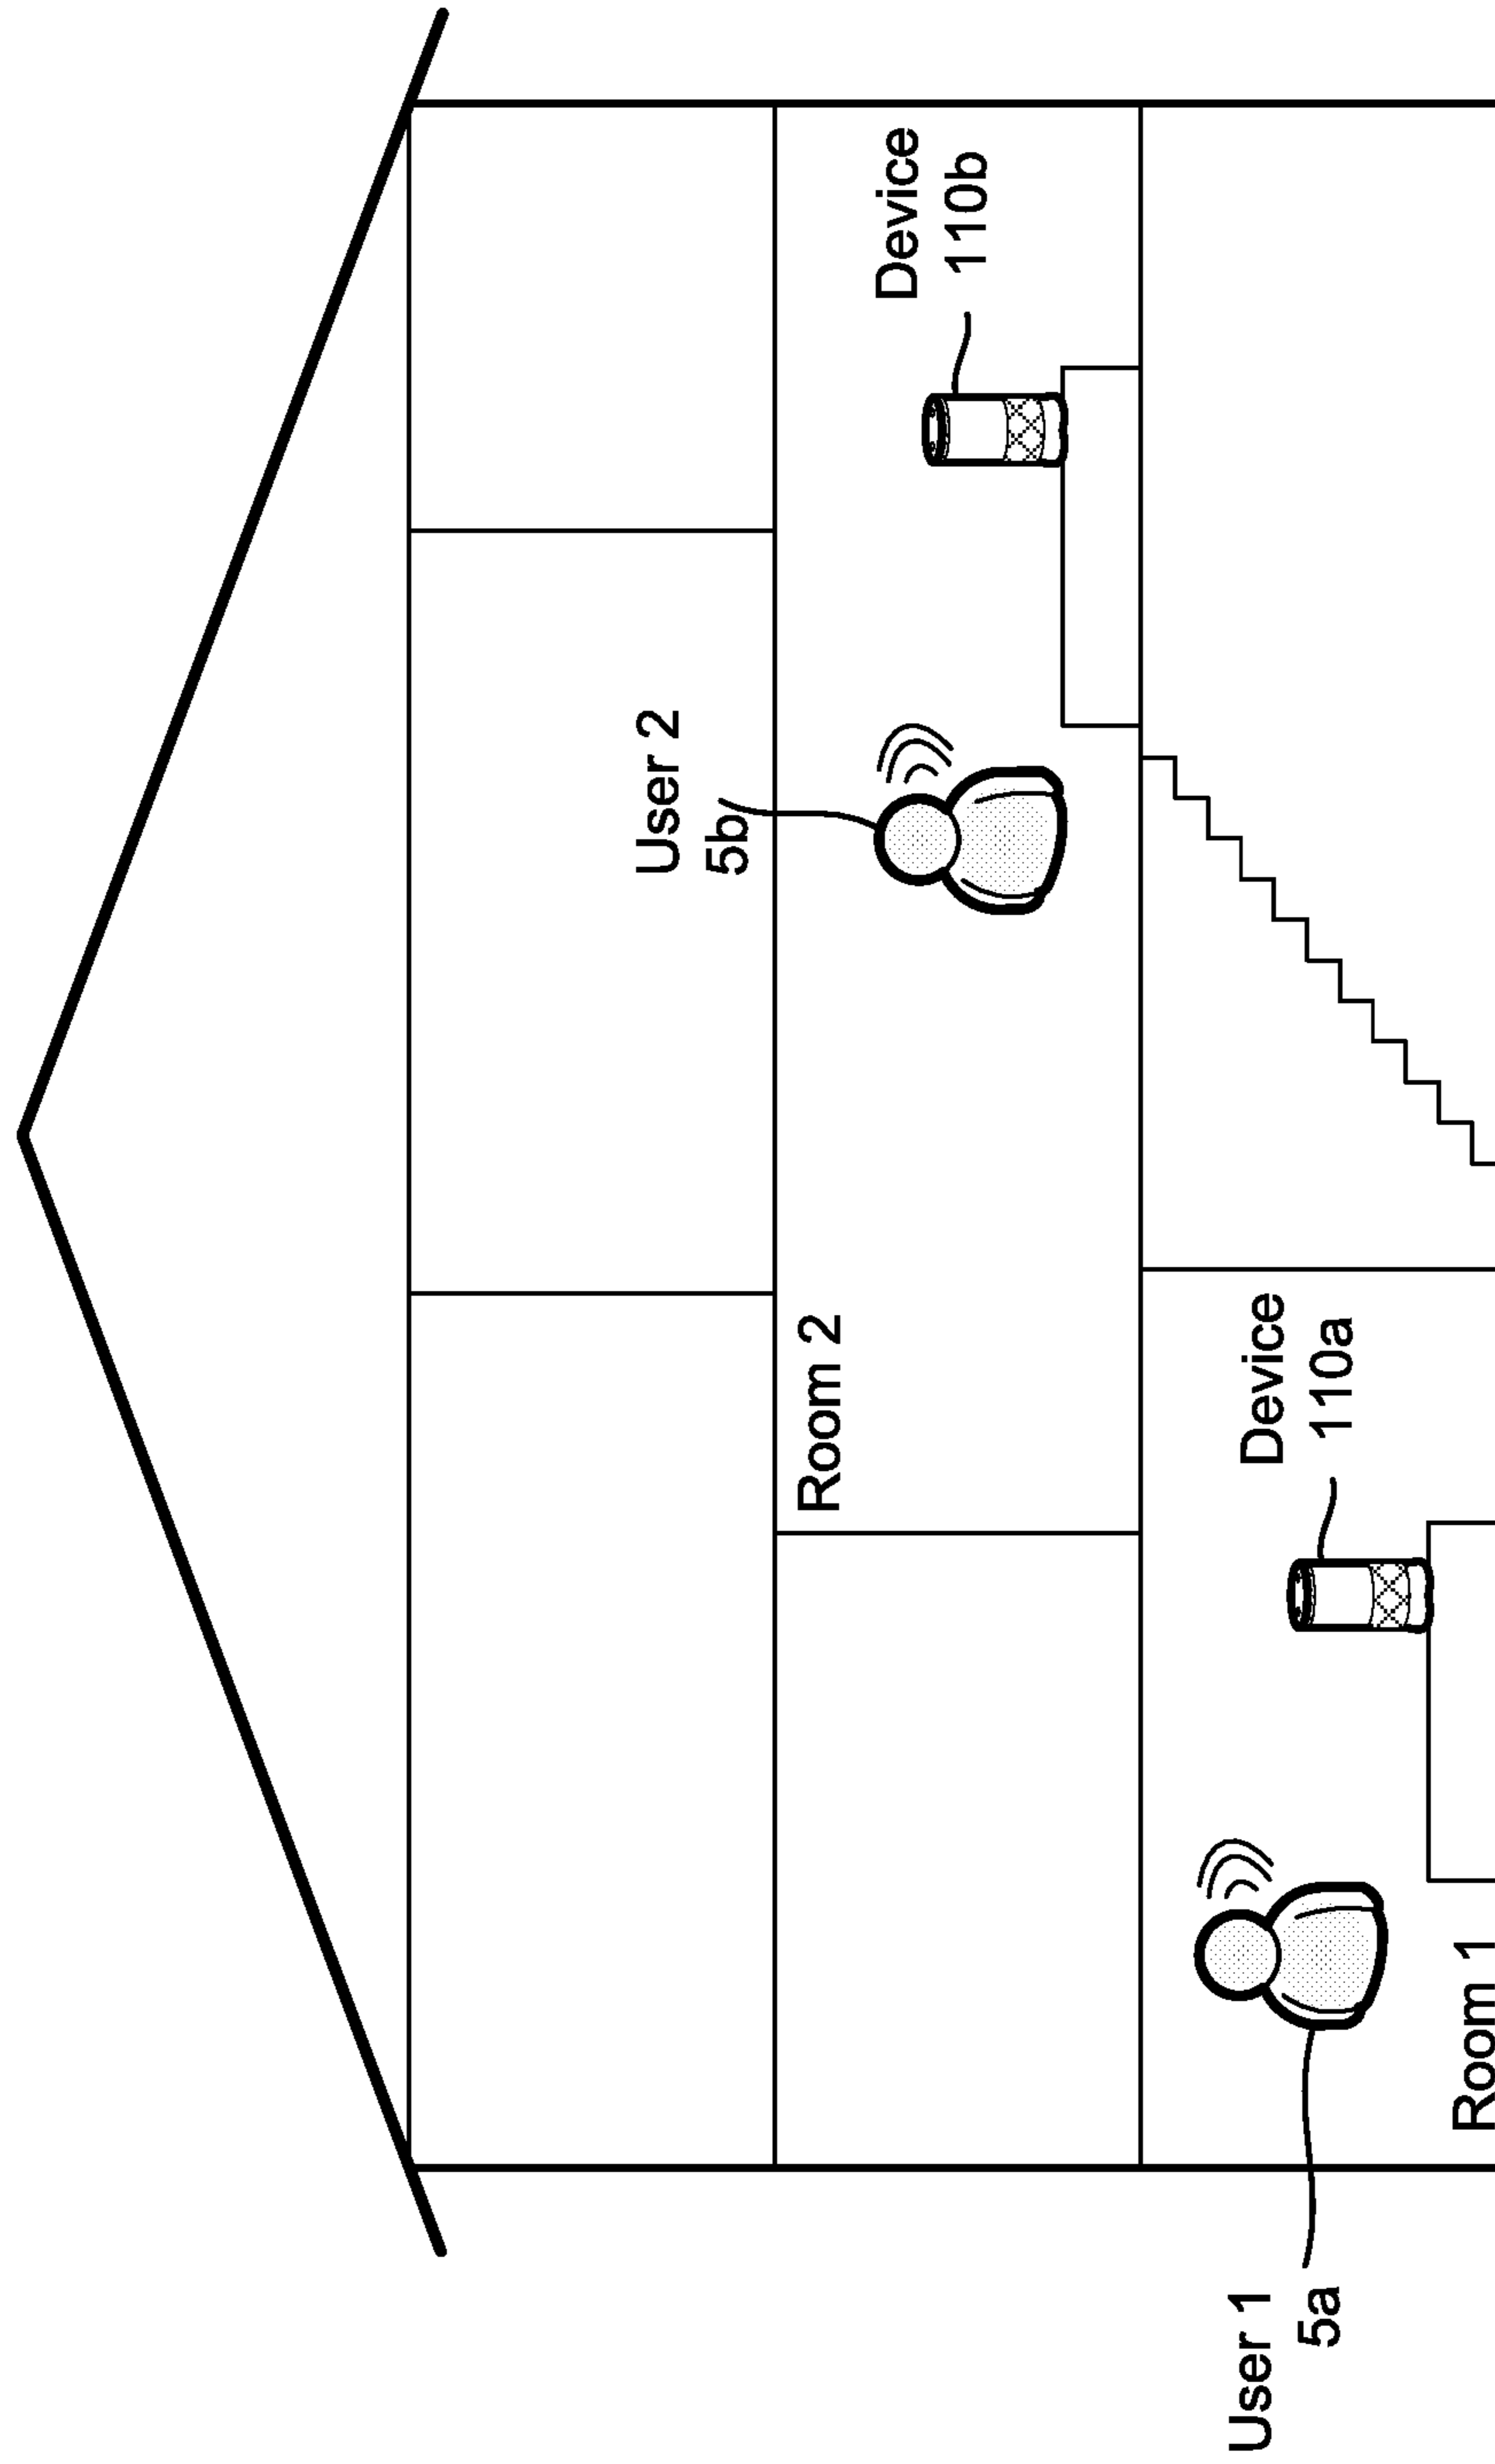 User 2
5b
Device
110b
Room 2
Device
110a
User 1
5a
Room 1